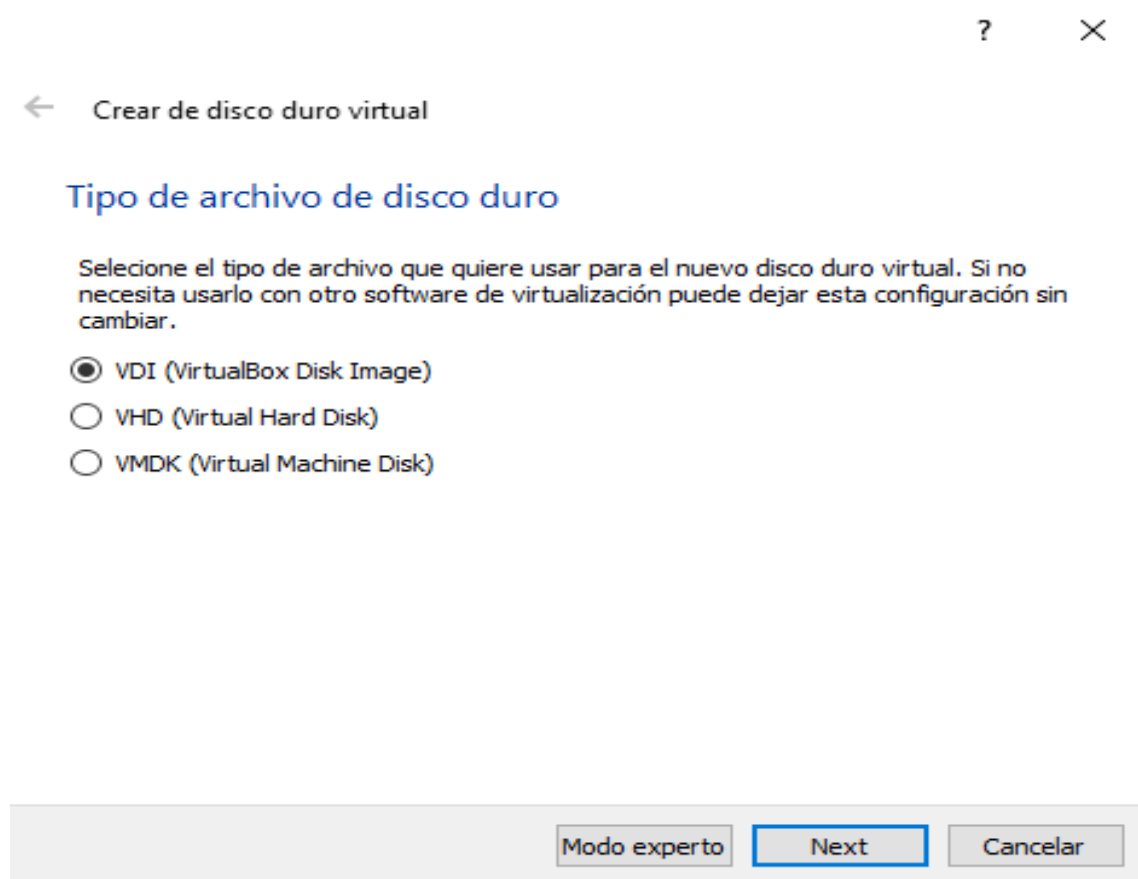 ?
Crear de disco duro virtual
Tipo de archivo de disco duro
Selecione el tipo de archivo que quiere usar para el nuevo disco duro virtual. Si no
necesita usarlo con otro software de virtualización puede dejar esta configuración sin
cambiar.
VDI (VirtualBox Disk Image)
VHD (Virtual Hard Disk)
VMDK (Virtual Machine Disk)
Modo experto Next Cancelar